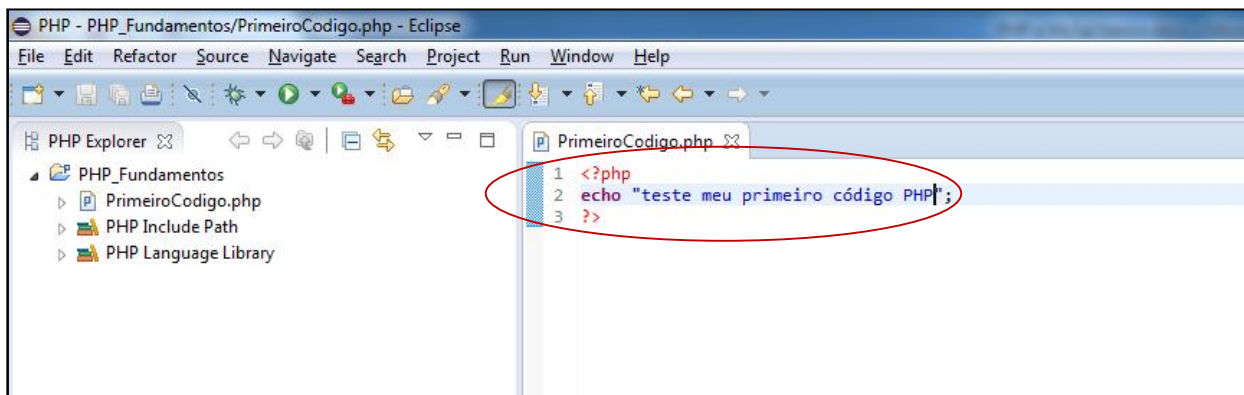 PHP - PHP_Fundamentos/PrimeiroCodigo.php - Eclipse
File Edit Refactor Source Navigate Search Project Run Window Help
PHP Explorer
PHP_Fundamentos
PrimeiroCodigo.php
PHP Include Path
PHP Language Library
PrimeiroCodigo.php
1 <?php
2 echo "teste meu primeiro código PHP";
3 ?>